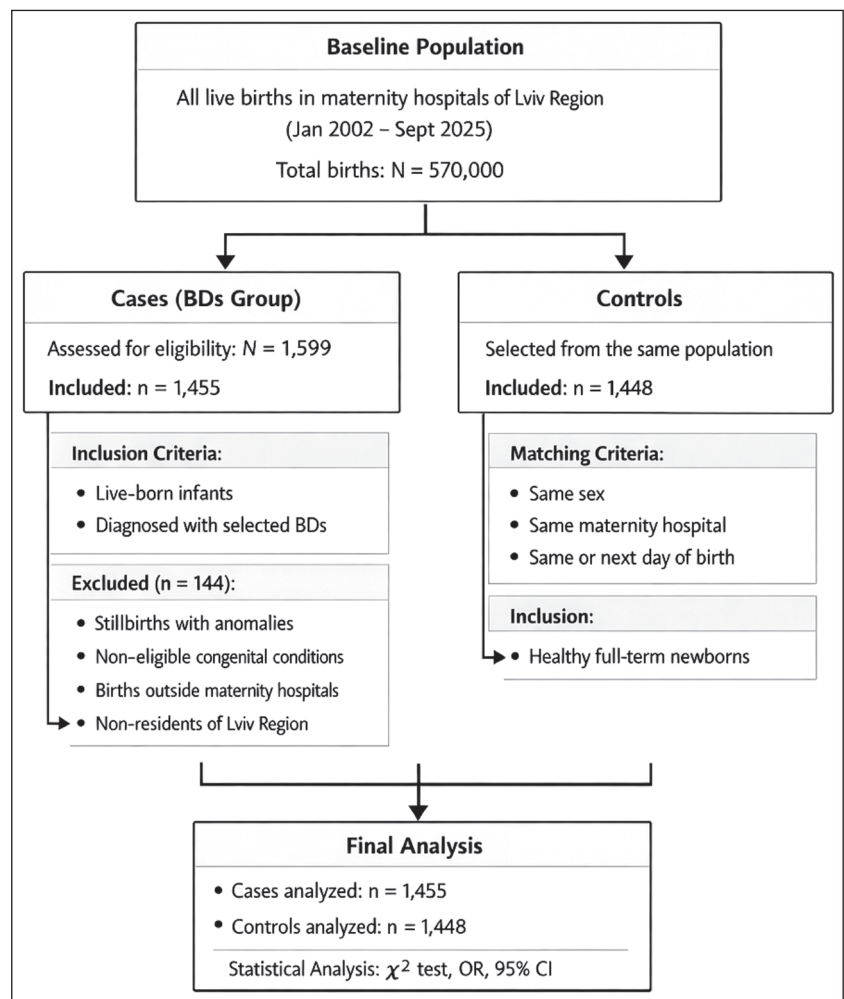 Baseline Population
All live births in maternity hospitals of Lviv Region
(Jan 2002 – Sept 2025)
Total births: N = 570,000
Cases (BDs Group)
Assessed for eligibility: N = 1,599
Included: n = 1,455
Inclusion Criteria:
• Live-born infants
• Diagnosed with selected BDs
Excluded (n = 144):
• Stillbirths with anomalies
• Non-eligible congenital conditions
• Births outside maternity hospitals
• Non-residents of Lviv Region
Controls
Selected from the same population
Included: n = 1,448
Matching Criteria:
• Same sex
• Same maternity hospital
• Same or next day of birth
Inclusion:
• Healthy full-term newborns
Final Analysis
• Cases analyzed: n = 1,455
• Controls analyzed: n = 1,448
Statistical Analysis: χ² test, OR, 95% CI